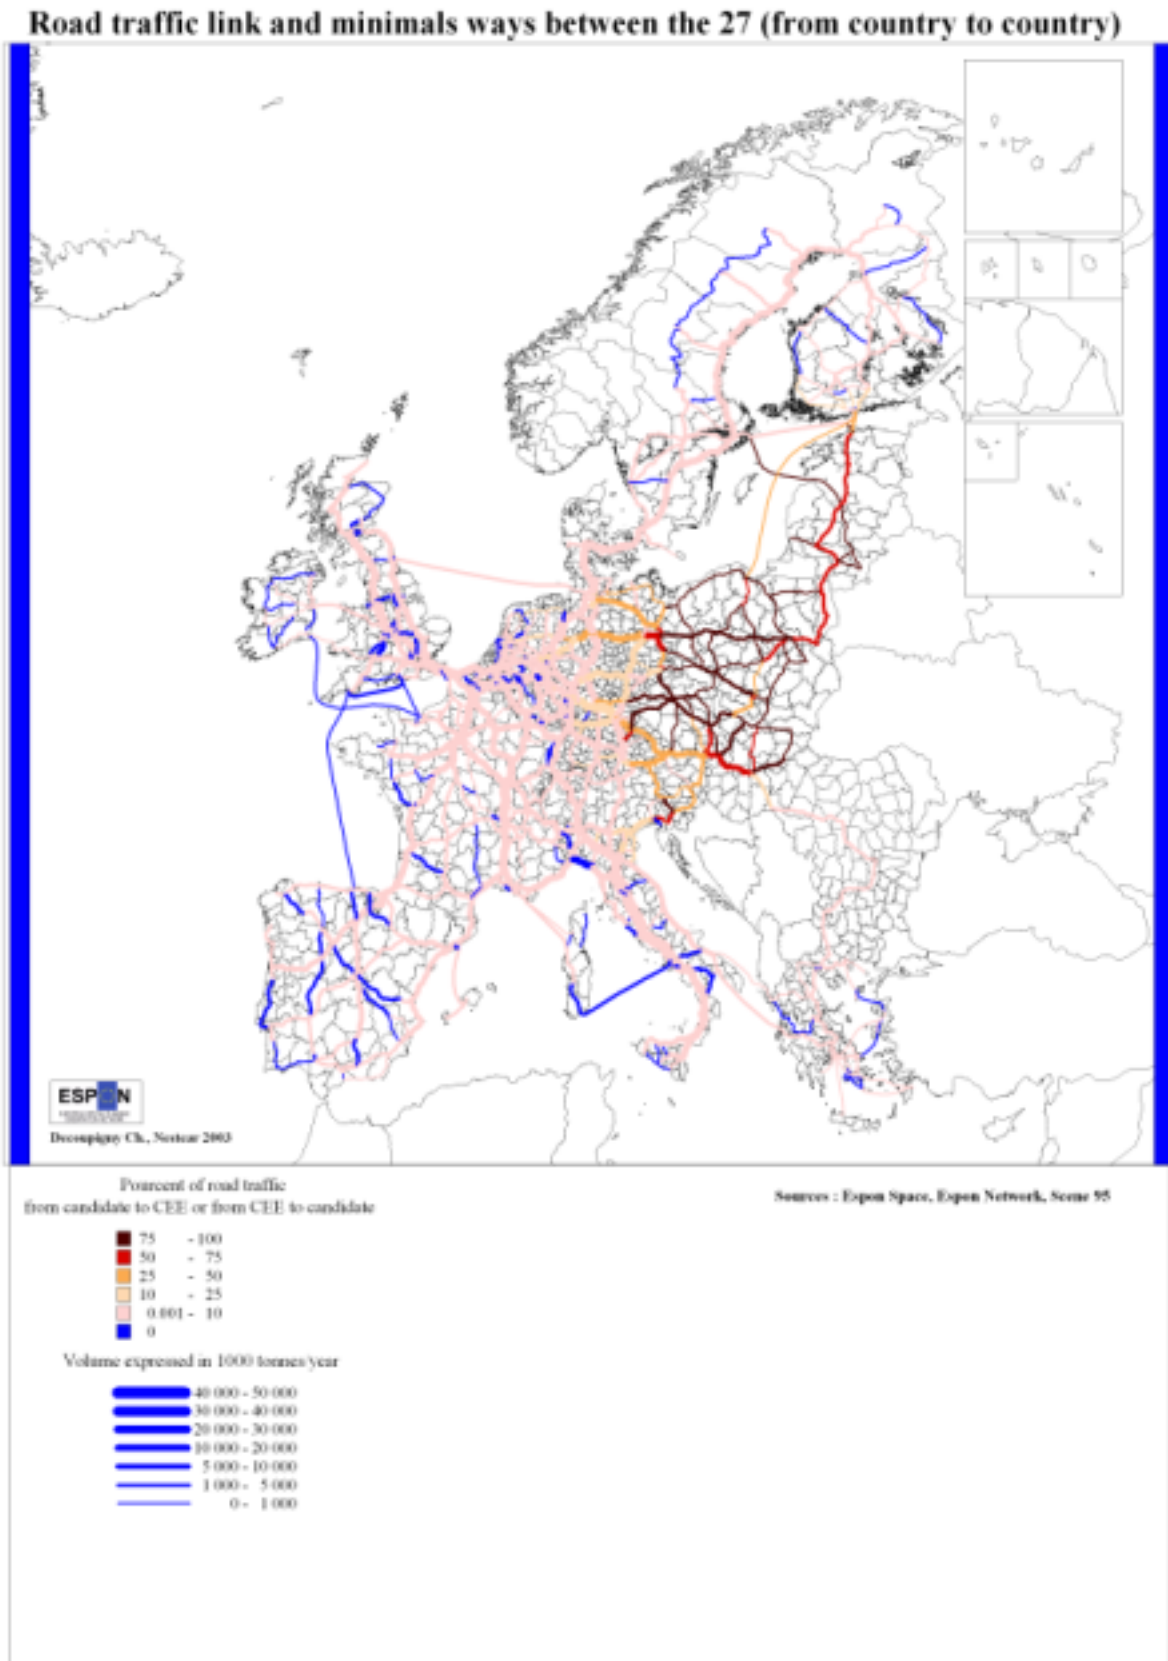 Road traffic link and minimals ways between the 27 (from country to country)
ESPON
Decoupigny Ch., Nestear 2003
Pourcent of road traffic
from candidate to CEE or from CEE to candidate
Sources : Espon Space, Espon Network, Scene 95
75 - 100
50 - 75
25 - 50
10 - 25
0.001 - 10
0
Volume expressed in 1000 tonnes/year
40 000 - 50 000
30 000 - 40 000
20 000 - 30 000
10 000 - 20 000
5 000 - 10 000
1 000 - 5 000
0 - 1 000